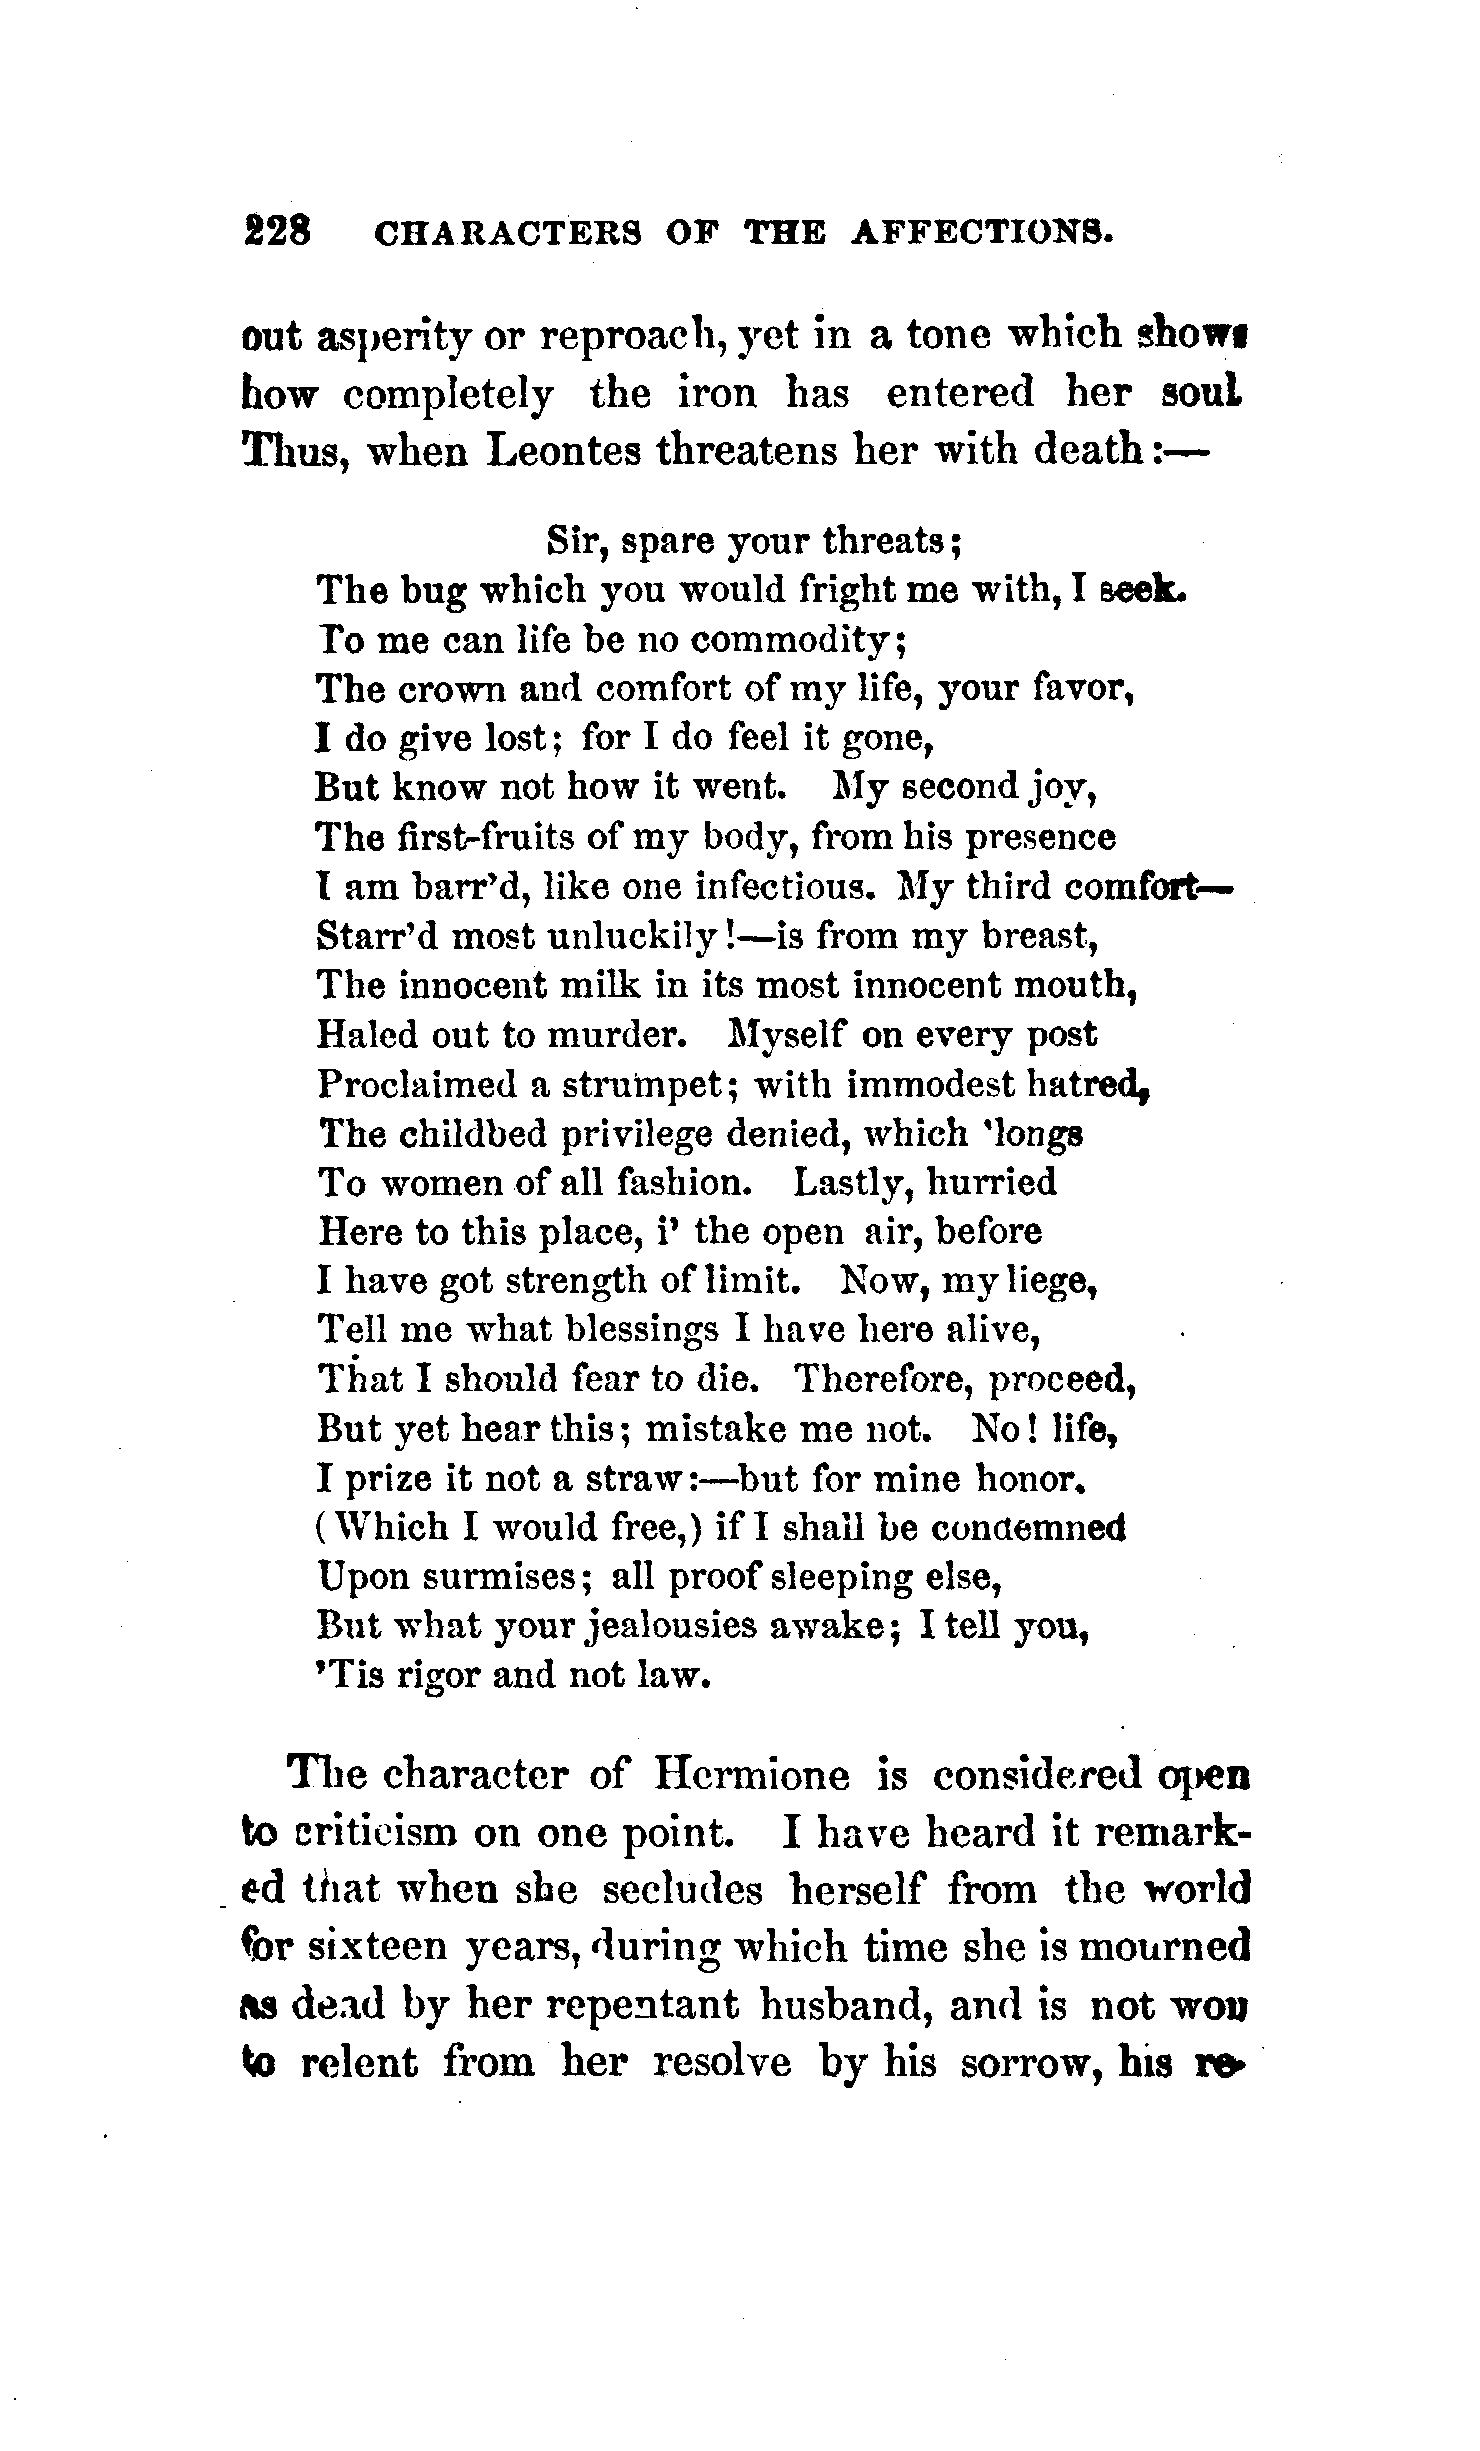 228 CHARACTERS OF THE AFFECTIONS.
out asperity or reproach, yet in a tone which shows
how completely the iron has entered her soul.
Thus, when Leontes threatens her with death:—
Sir, spare your threats;
The bug which you would fright me with, I seek.
To me can life be no commodity;
The crown and comfort of my life, your favor,
I do give lost; for I do feel it gone,
But know not how it went. My second joy,
The first-fruits of my body, from his presence
I am barr'd, like one infectious. My third comfort—
Starr'd most unluckily!—is from my breast,
The innocent milk in its most innocent mouth,
Haled out to murder. Myself on every post
Proclaimed a strumpet; with immodest hatred,
The childbed privilege denied, which 'longs
To women of all fashion. Lastly, hurried
Here to this place, i' the open air, before
I have got strength of limit. Now, my liege,
Tell me what blessings I have here alive,
That I should fear to die. Therefore, proceed,
But yet hear this; mistake me not. No! life,
I prize it not a straw:—but for mine honor.
(Which I would free,) if I shall be condemned
Upon surmises; all proof sleeping else,
But what your jealousies awake; I tell you,
'Tis rigor and not law.
The character of Hermione is considered open
to criticism on one point. I have heard it remark-
ed that when she secludes herself from the world
for sixteen years, during which time she is mourned
as dead by her repentant husband, and is not won
to relent from her resolve by his sorrow, his re-